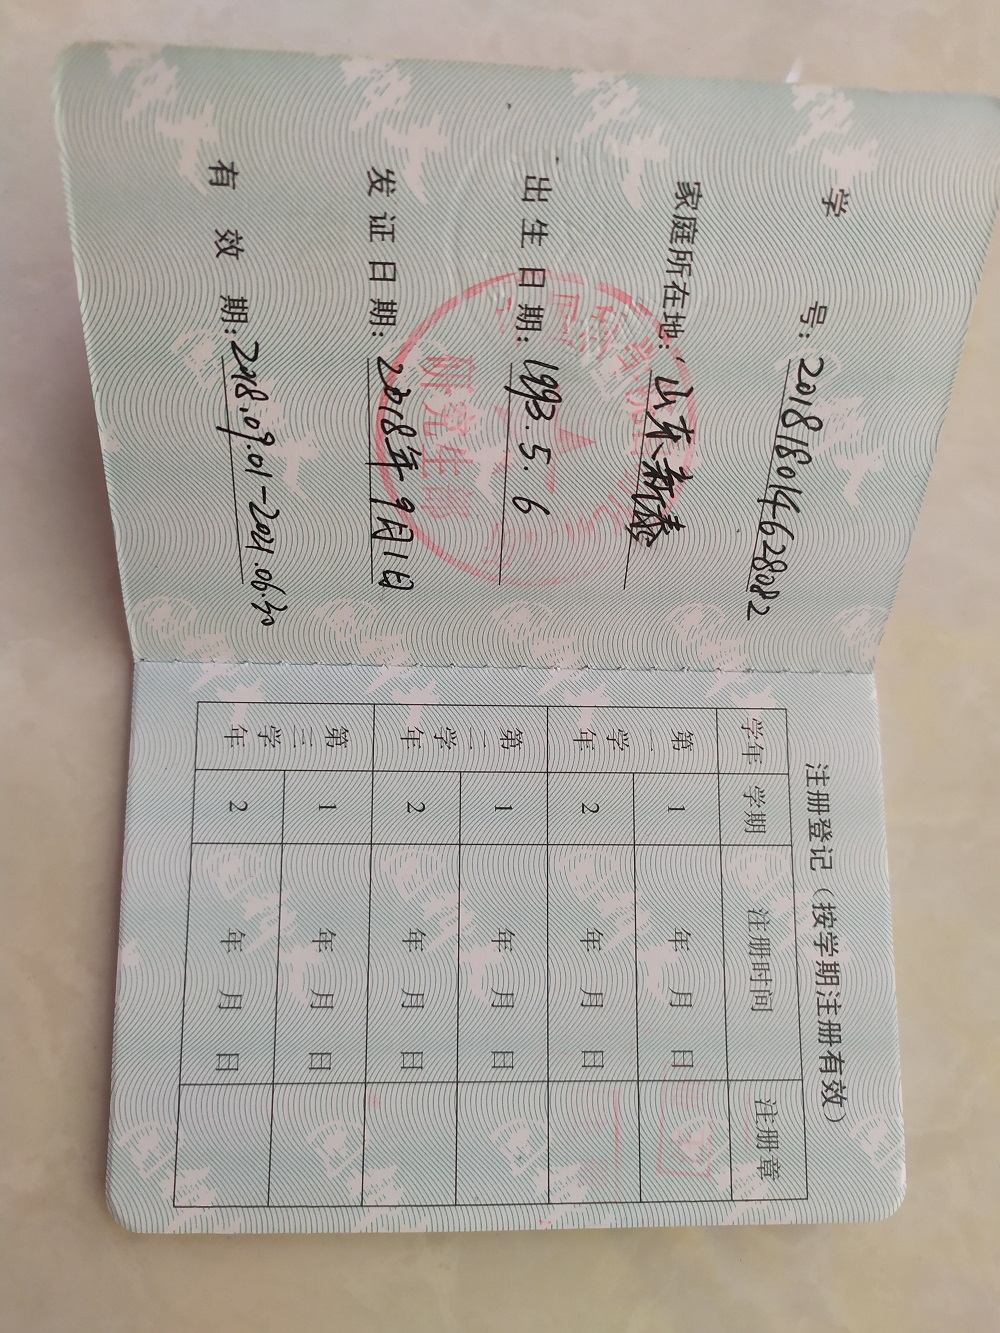 学 号: 201818014628082
家庭所在地: 山东新泰
出生日期: 1993.5.6
发证日期: 2018年9月1日
有 效 期: 2018.09.01-2021.06.30
研究生部
注册登记（按学期注册有效）
学年 学期 注册时间 注册章
第一学年 1 年 月 日
2 年 月 日
第二学年 1 年 月 日
2 年 月 日
第三学年 1 年 月 日
2 年 月 日